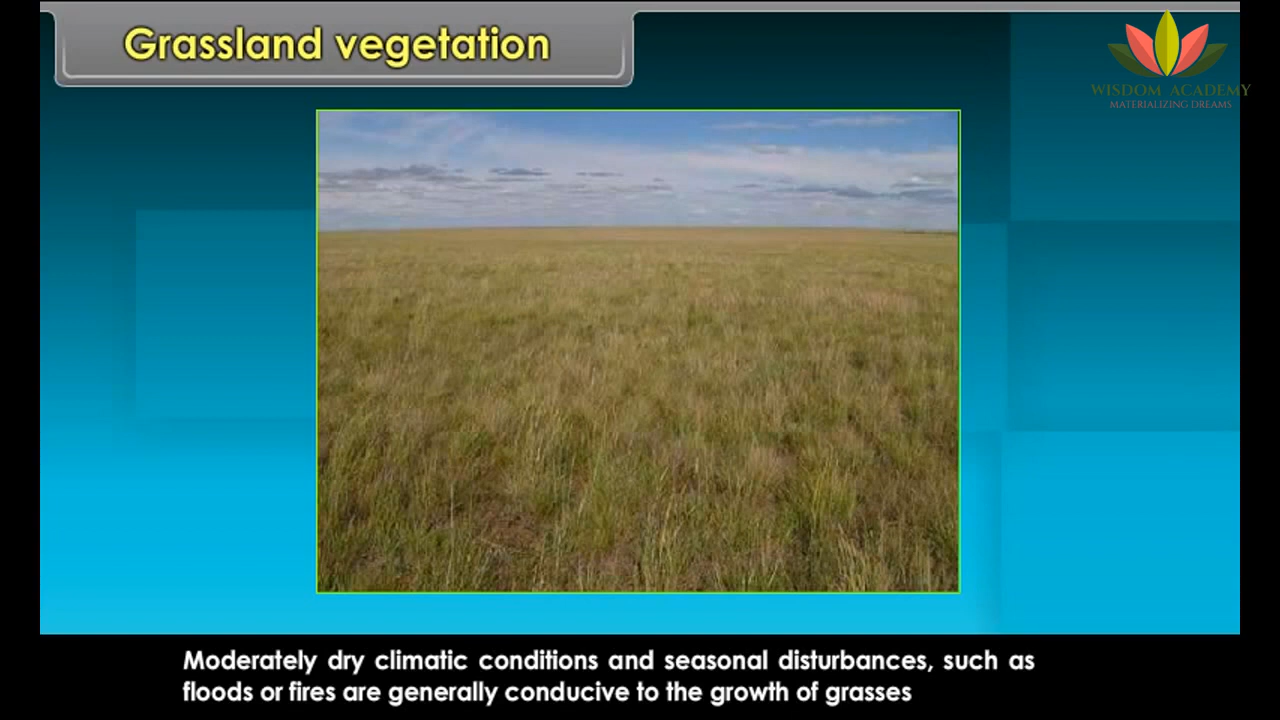 Grassland vegetation
WISDOM ACADEMY
MATERIALIZING DREAMS
Moderately dry climatic conditions and seasonal disturbances, such as
floods or fires are generally conducive to the growth of grasses